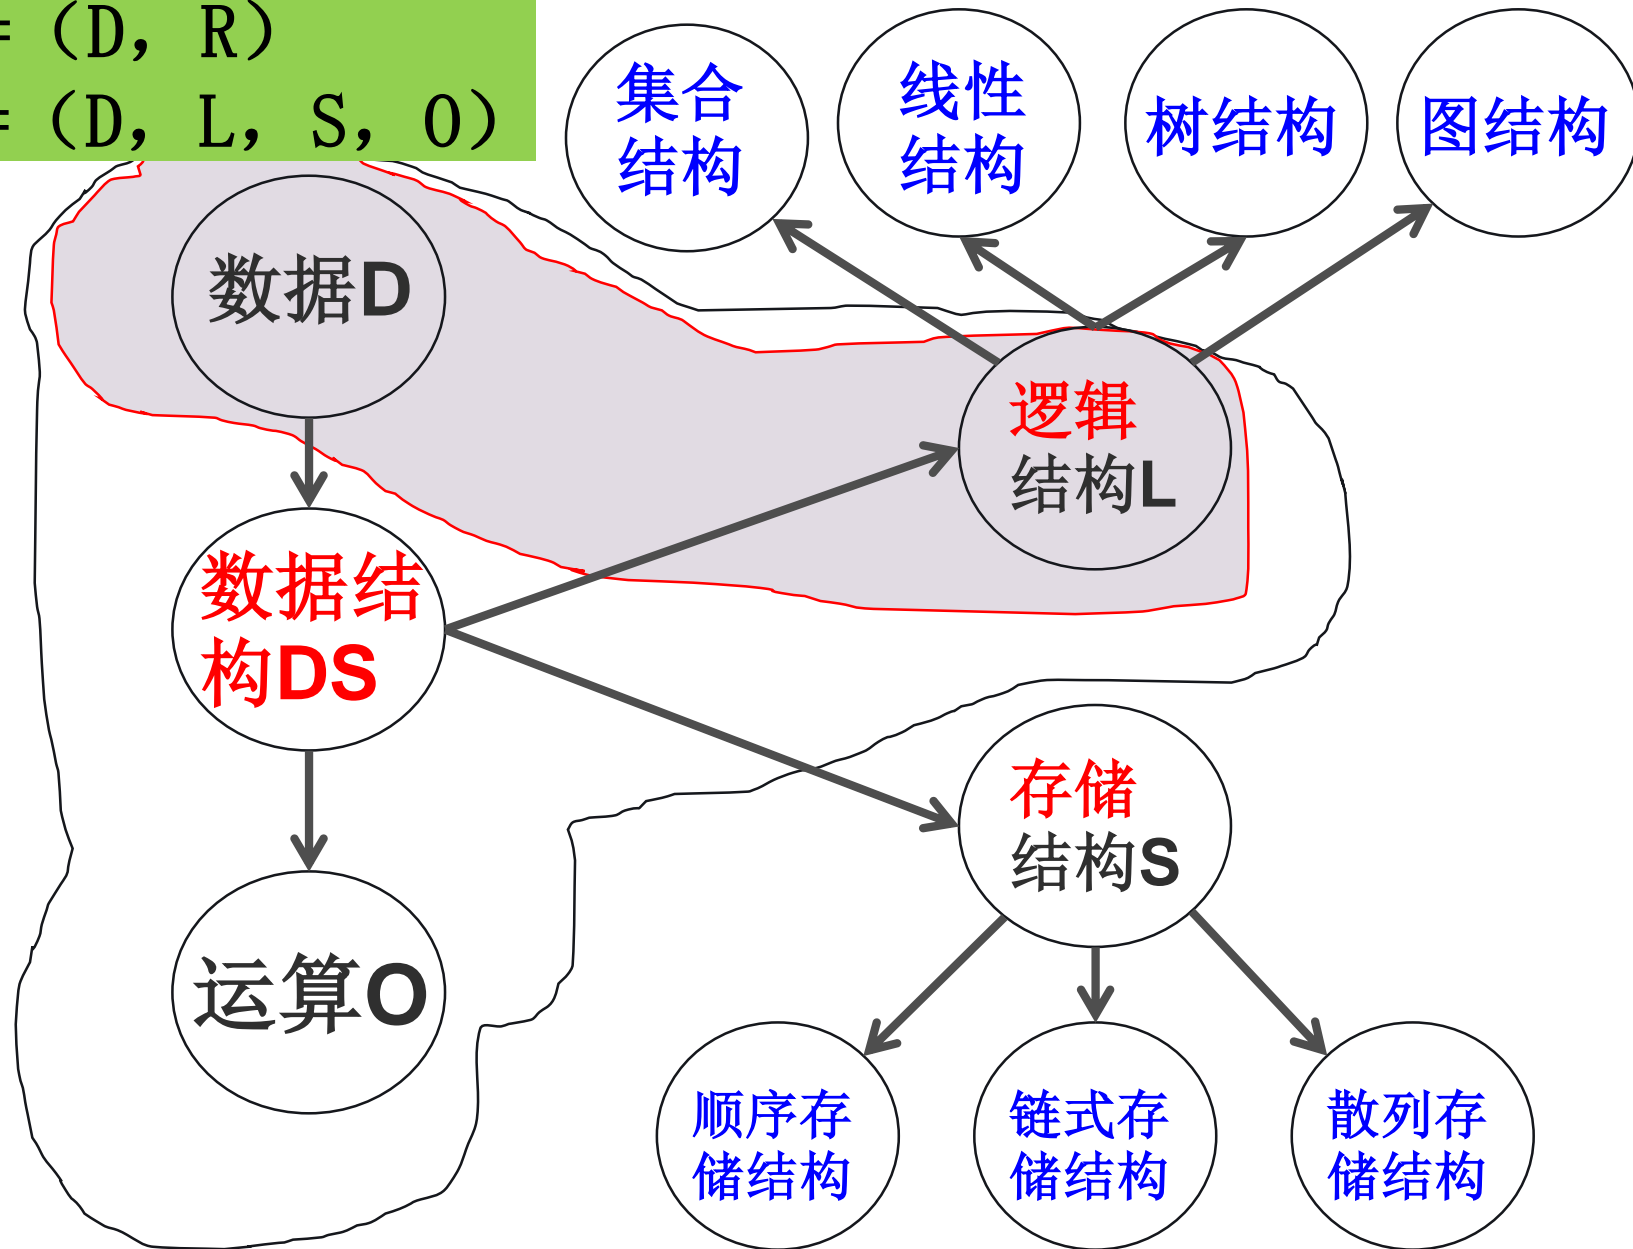 =（D，R）
=（D，L，S，O）
集合
结构
线性
结构
树结构
图结构
数据D
逻辑
结构L
数据结
构DS
存储
结构S
运算O
顺序存
储结构
链式存
储结构
散列存
储结构